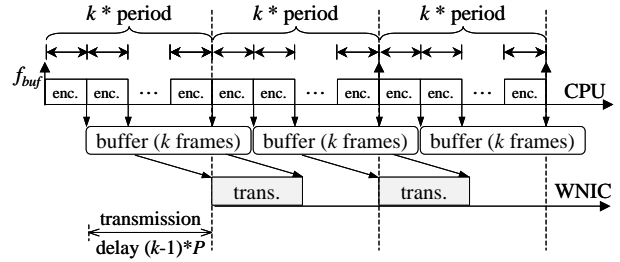 k * period k * period k * period
f_buf enc. enc. ... enc. enc. enc. ... enc. enc. enc. ... enc. CPU
buffer (k frames) buffer (k frames) buffer (k frames)
trans. trans. WNIC
transmission
delay (k-1)*P